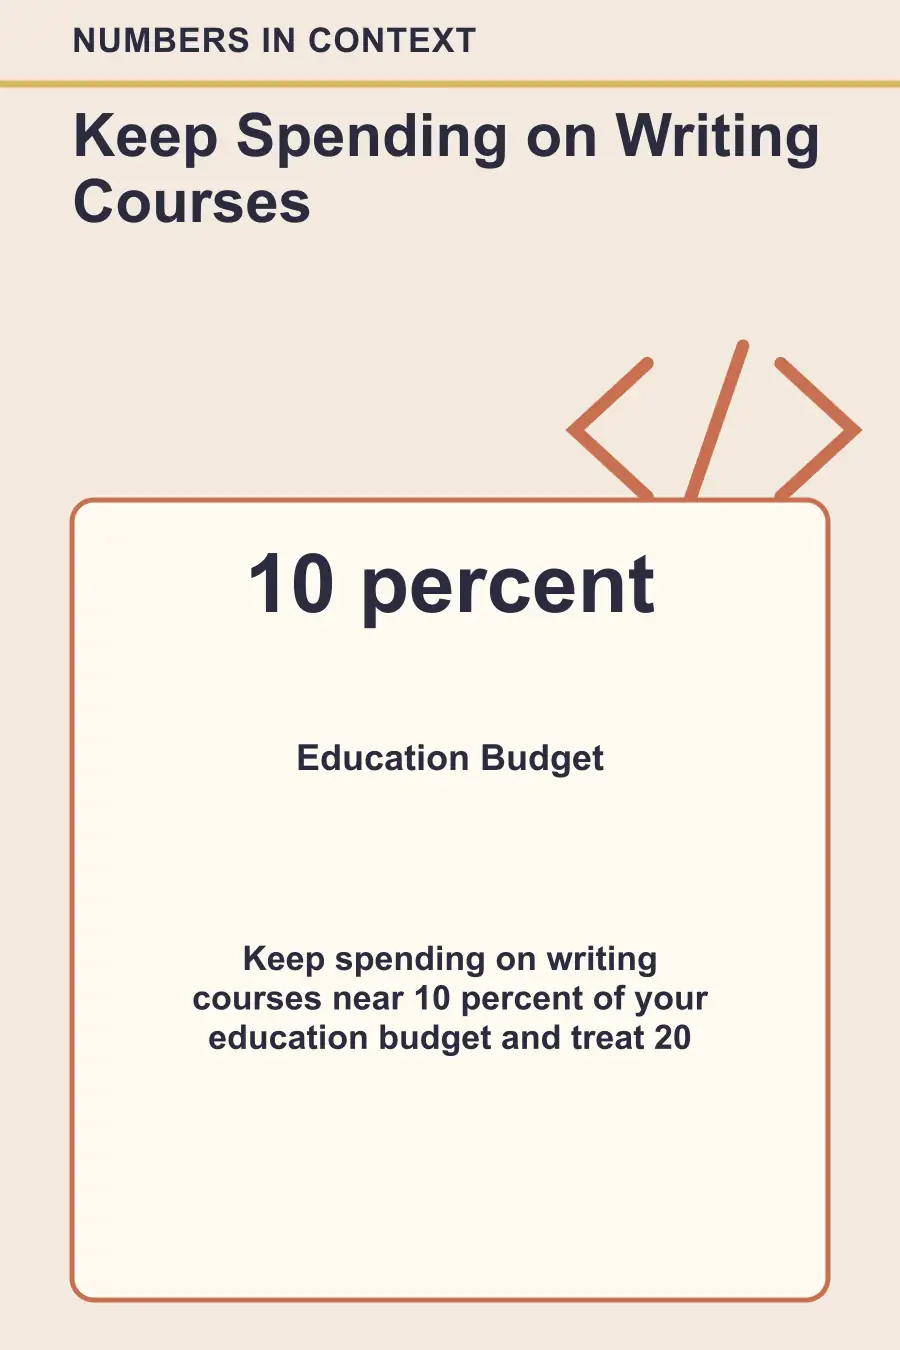 NUMBERS IN CONTEXT
Keep Spending on Writing
Courses
10 percent
Education Budget
Keep spending on writing
courses near 10 percent of your
education budget and treat 20